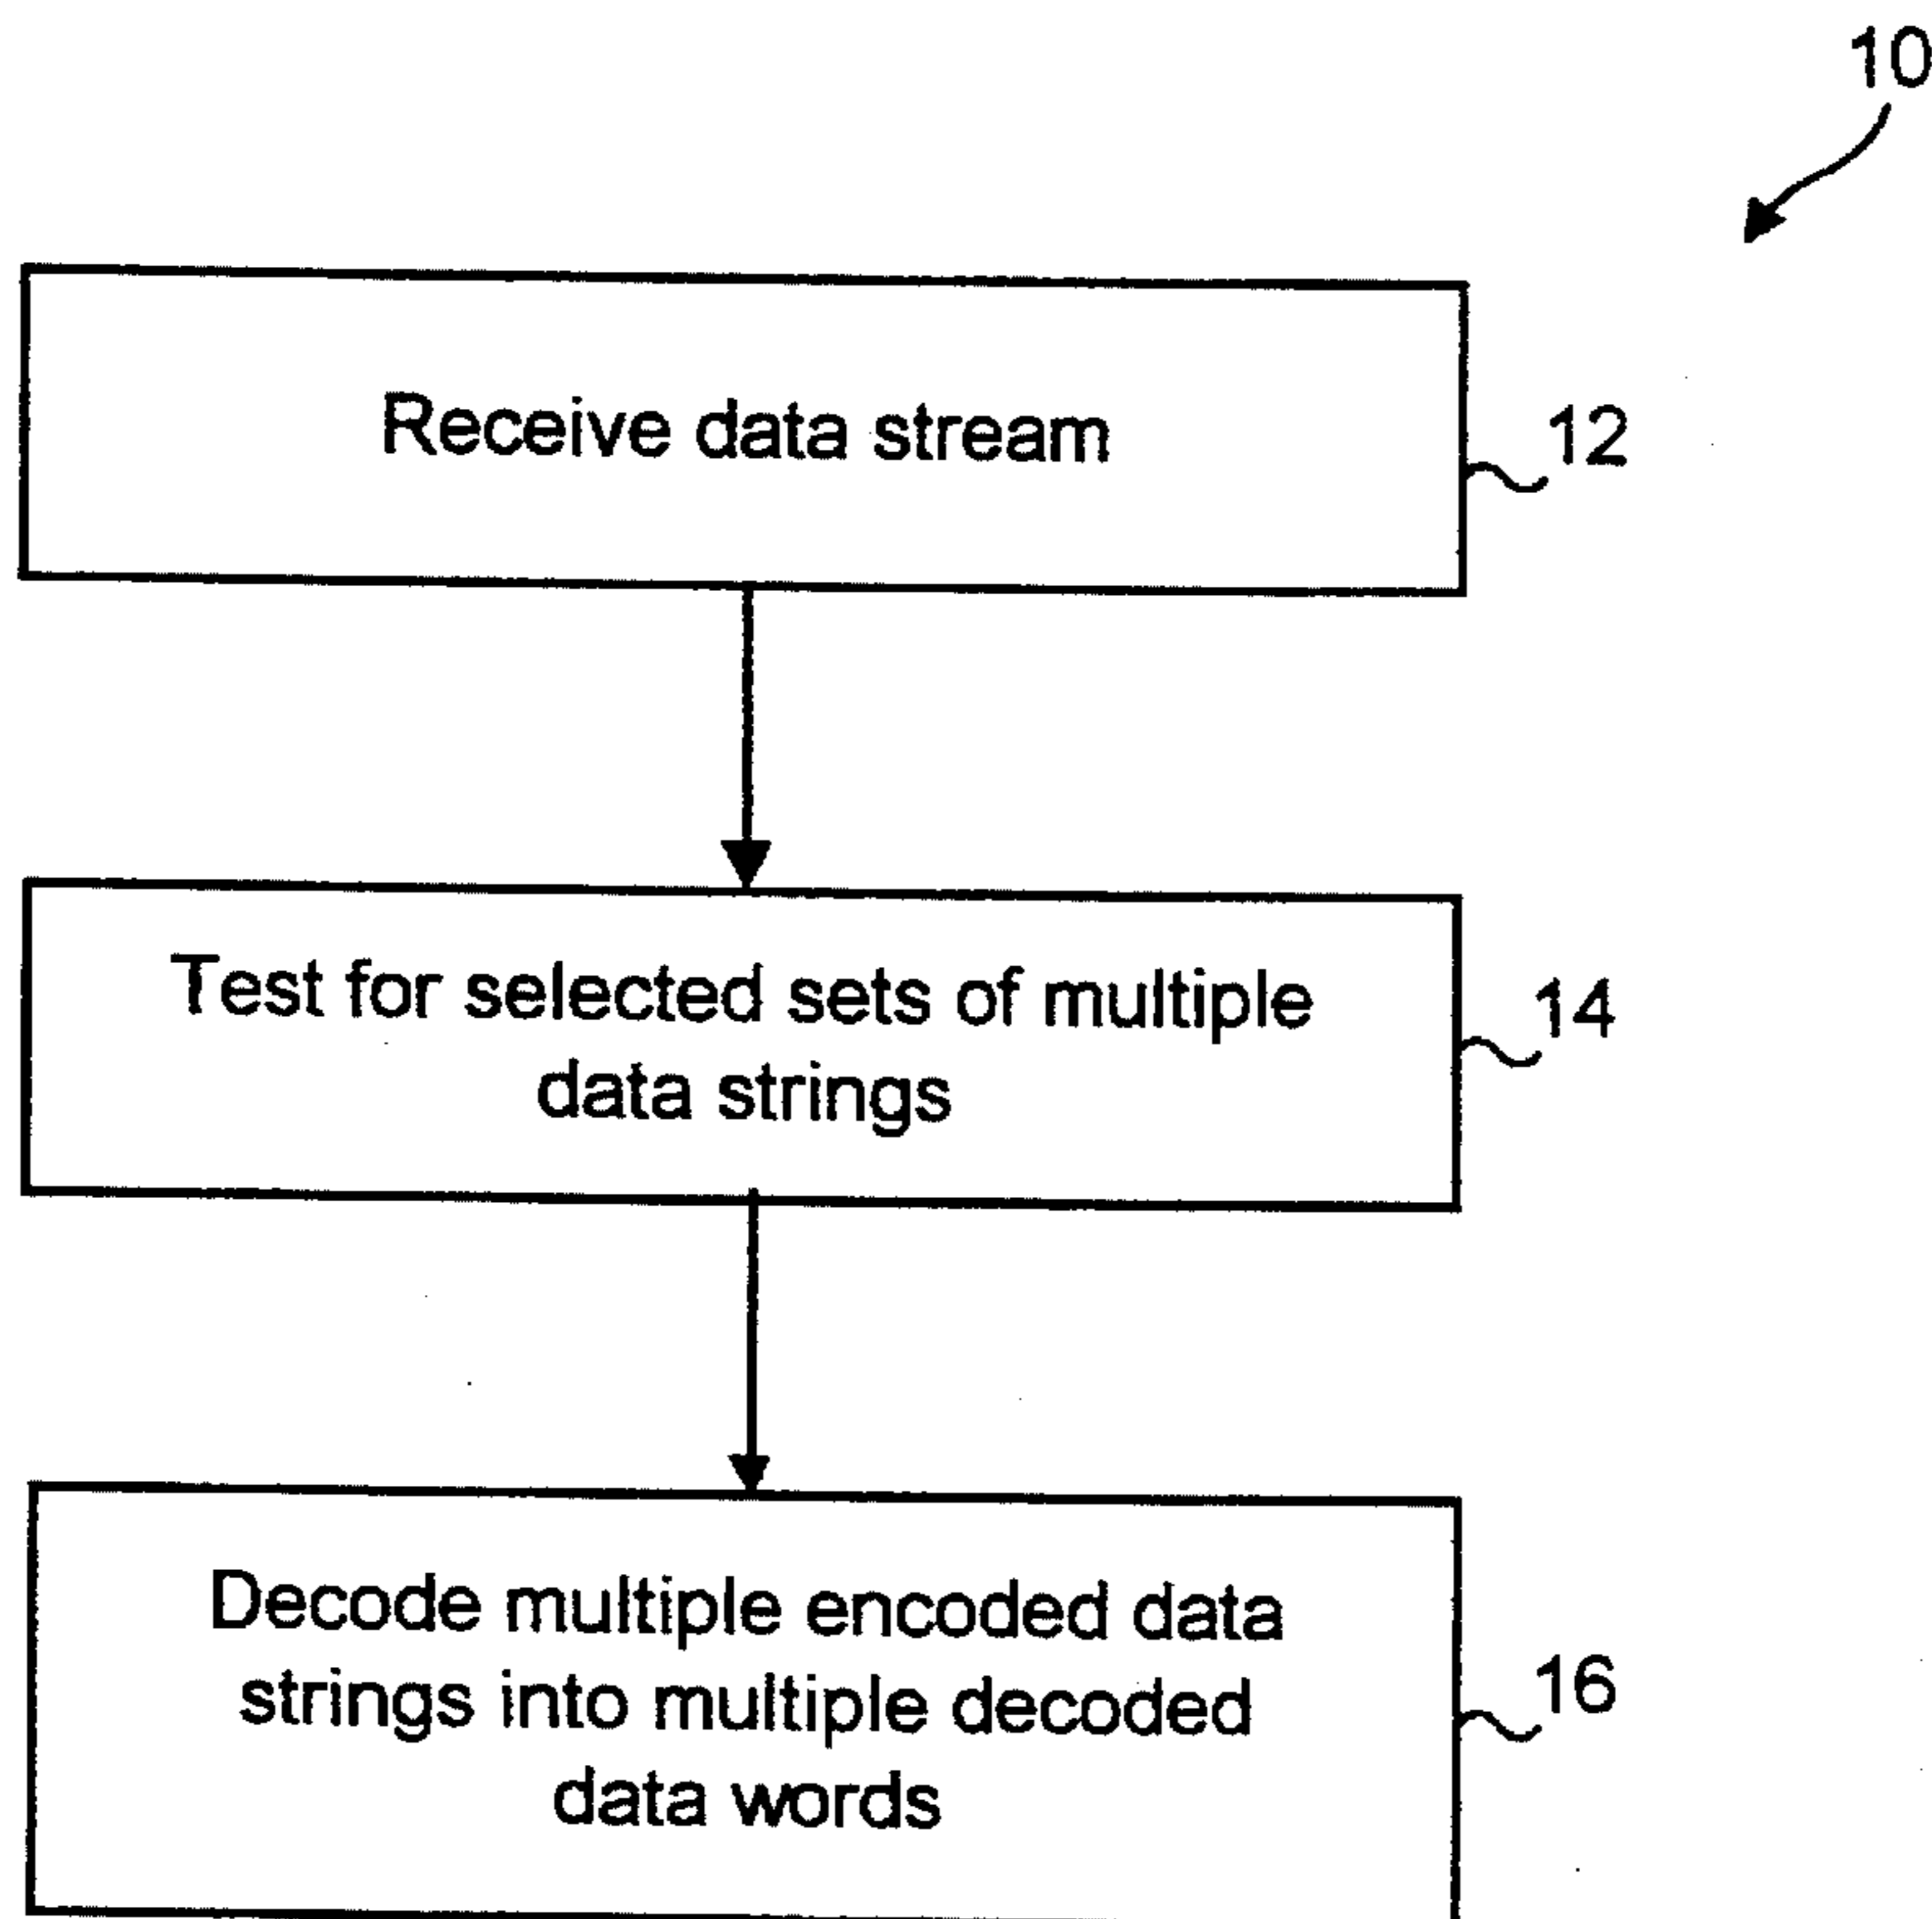 10
Receive data stream
12
Test for selected sets of multiple
data strings
14
Decode multiple encoded data
strings into multiple decoded
data words
16